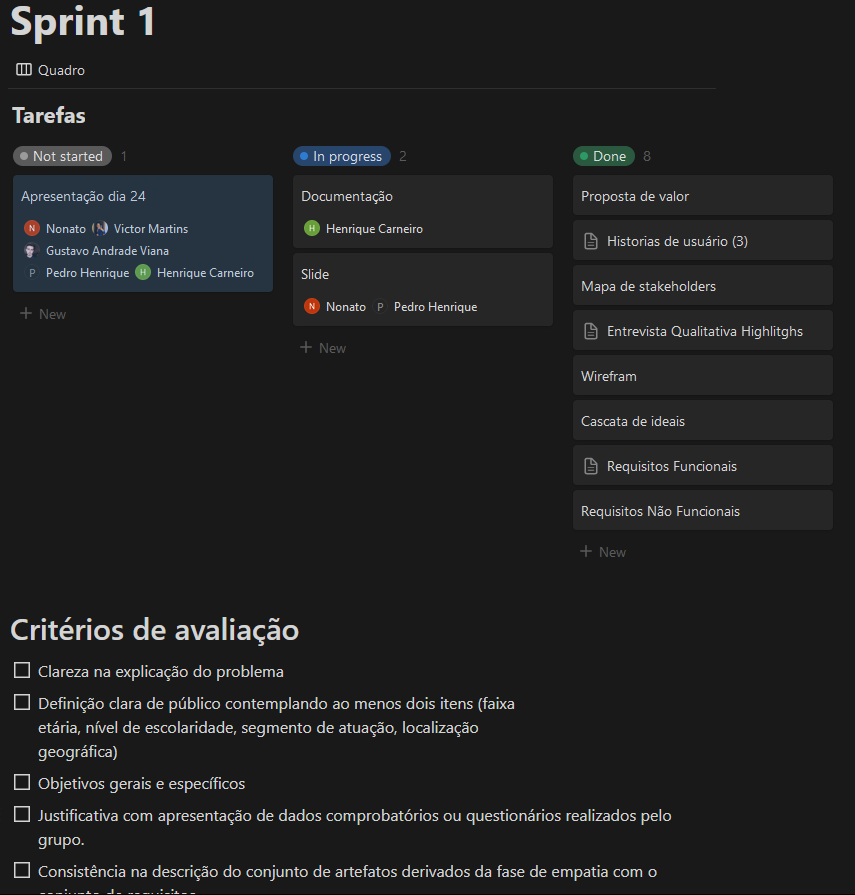 Sprint 1
Quadro
Tarefas
Not started 1
Apresentação dia 24
N Nonato Victor Martins
Gustavo Andrade Viana
P Pedro Henrique H Henrique Carneiro
+ New
In progress 2
Documentação
H Henrique Carneiro
Slide
N Nonato P Pedro Henrique
+ New
Done 8
Proposta de valor
Historias de usuário (3)
Mapa de stakeholders
Entrevista Qualitativa Highlitghs
Wirefram
Cascata de ideais
Requisitos Funcionais
Requisitos Não Funcionais
+ New
Critérios de avaliação
Clareza na explicação do problema
Definição clara de público contemplando ao menos dois itens (faixa
etária, nível de escolaridade, segmento de atuação, localização
geográfica)
Objetivos gerais e específicos
Justificativa com apresentação de dados comprobatórios ou questionários realizados pelo
grupo.
Consistência na descrição do conjunto de artefatos derivados da fase de empatia com o
conjunto de requisitos